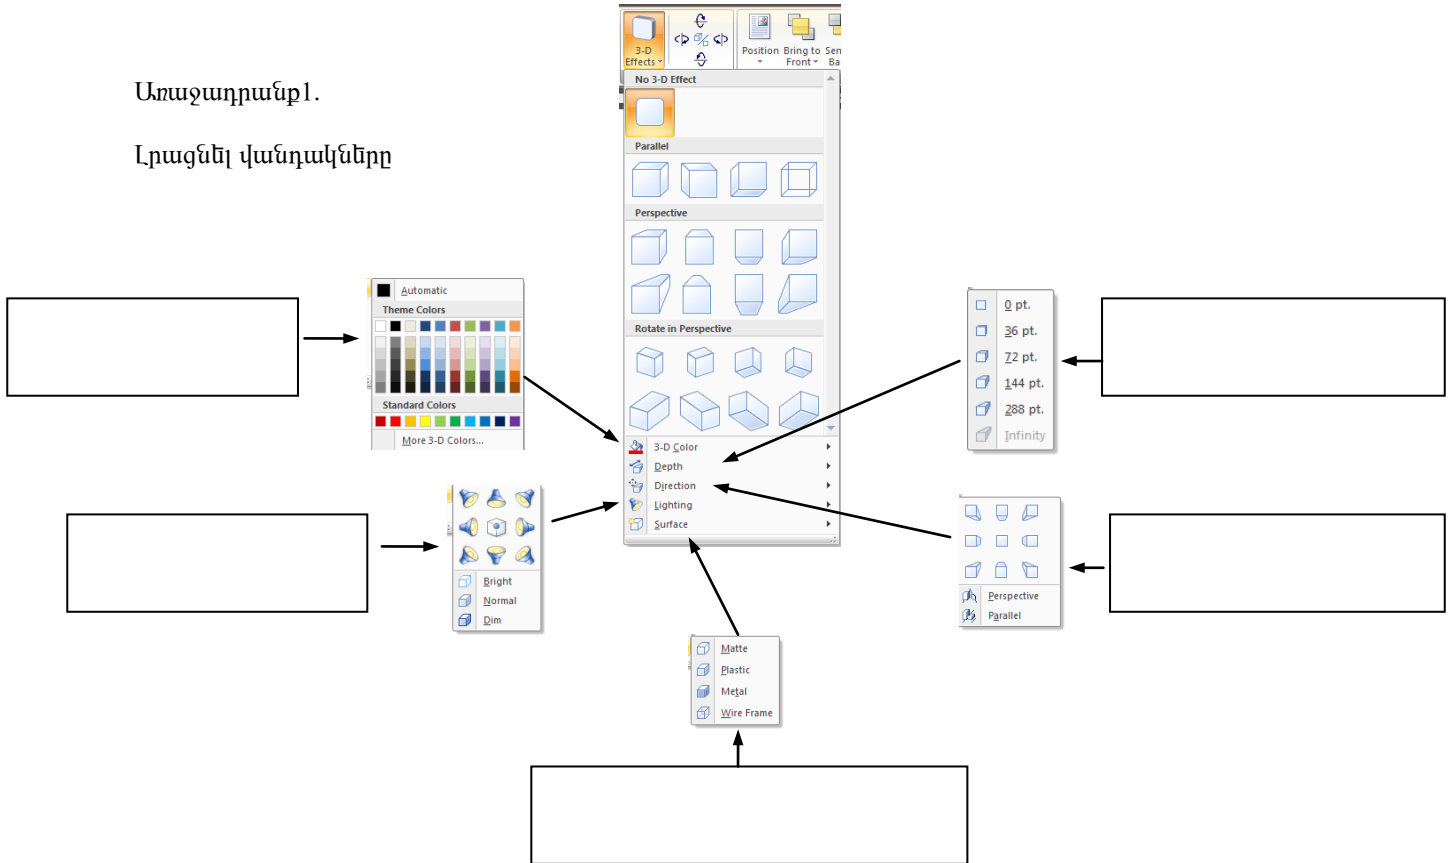 3-D
Effects
Position
Bring to
Front
Sen
Ba
Առաջադրանք1.
Լրացնել վանդակները
No 3-D Effect
Parallel
Perspective
Rotate in Perspective
3-D Color
Depth
Direction
Lighting
Surface
Automatic
Theme Colors
Standard Colors
More 3-D Colors...
0 pt.
36 pt.
72 pt.
144 pt.
288 pt.
Infinity
Bright
Normal
Dim
Perspective
Parallel
Matte
Plastic
Metal
Wire Frame